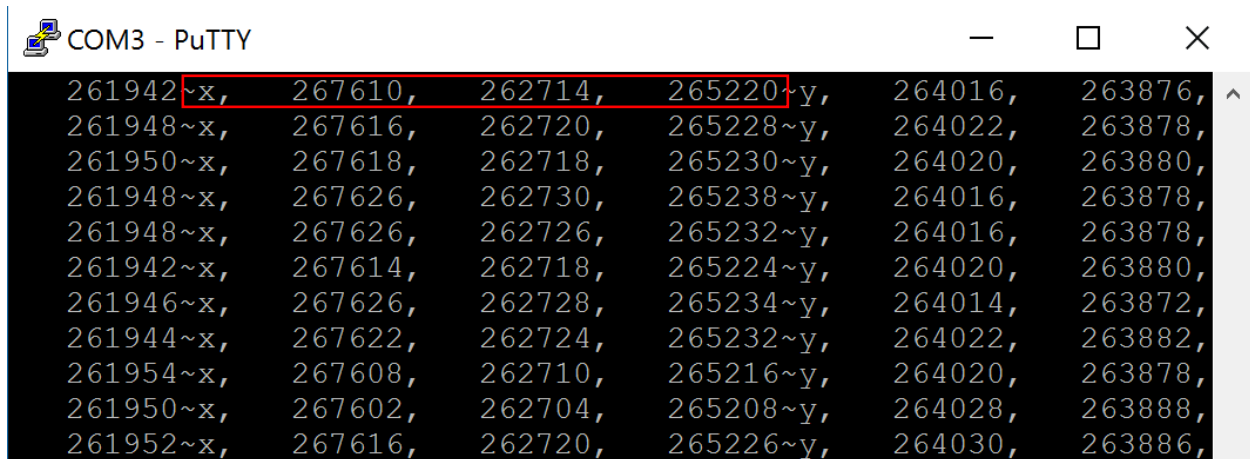 COM3 - PuTTY
261942~x, 267610, 262714, 265220~y, 264016, 263876,
261948~x, 267616, 262720, 265228~y, 264022, 263878,
261950~x, 267618, 262718, 265230~y, 264020, 263880,
261948~x, 267626, 262730, 265238~y, 264016, 263878,
261948~x, 267626, 262726, 265232~y, 264016, 263878,
261942~x, 267614, 262718, 265224~y, 264020, 263880,
261946~x, 267626, 262728, 265234~y, 264014, 263872,
261944~x, 267622, 262724, 265232~y, 264022, 263882,
261954~x, 267608, 262710, 265216~y, 264020, 263878,
261950~x, 267602, 262704, 265208~y, 264028, 263888,
261952~x, 267616, 262720, 265226~y, 264030, 263886,